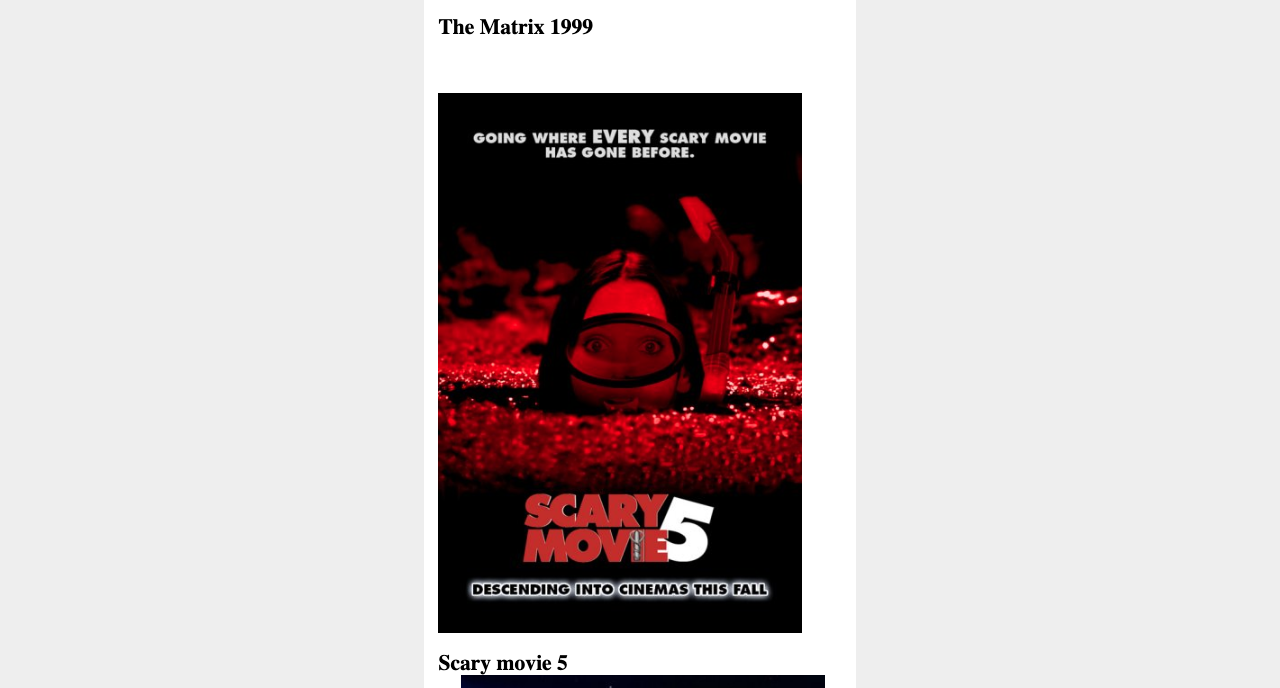 The Matrix 1999
GOING WHERE EVERY SCARY MOVIE
HAS GONE BEFORE.
SCARY
MOVIE 5
DESCENDING INTO CINEMAS THIS FALL
Scary movie 5